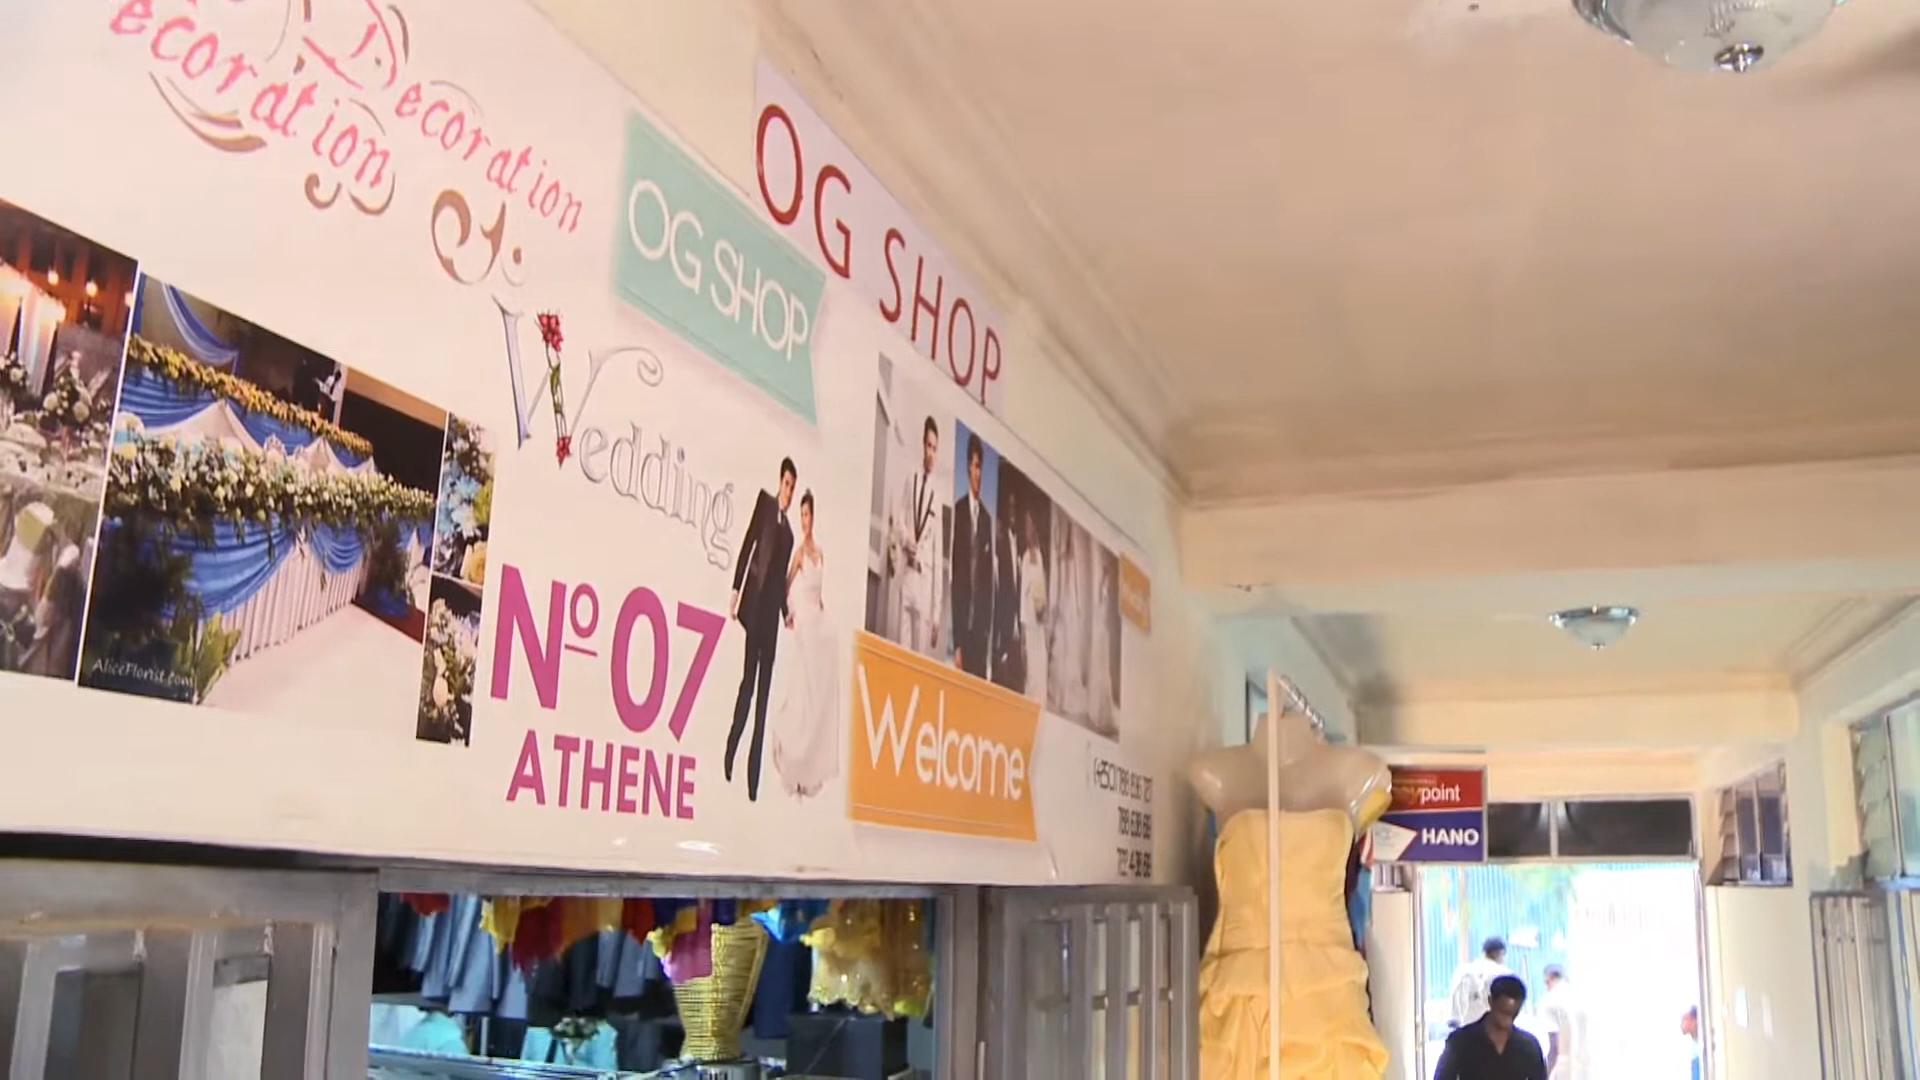 Decoration
Decoration
&
Wedding
OG SHOP
OG SHOP
Nº 07
ATHENE
Welcome
AliceFlorist.com
point
HANO